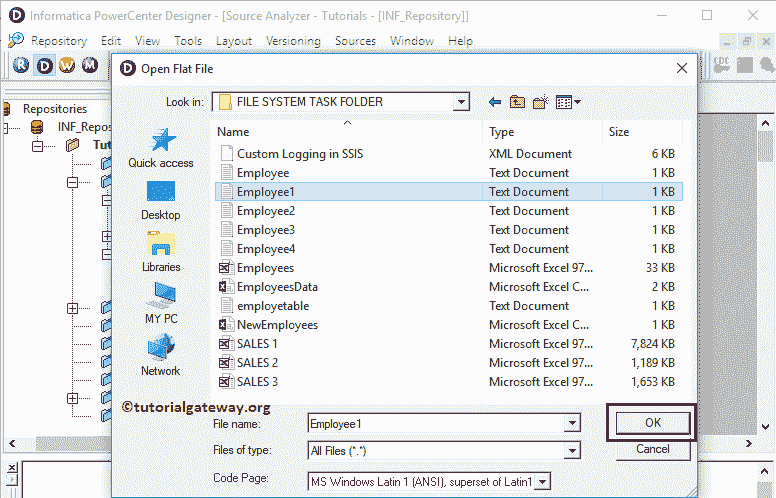 Informatica PowerCenter Designer - [Source Analyzer - Tutorials - [INF_Repository]]
Repository Edit View Tools Layout Versioning Sources Window Help
R D W M
CDC
Repositories
INF_Repos
Tu
D Open Flat File
Look in: FILE SYSTEM TASK FOLDER
Quick access
Desktop
Libraries
MY PC
Network
Name Type Size
Custom Logging in SSIS XML Document 6 KB
Employee Text Document 1 KB
Employee1 Text Document 1 KB
Employee2 Text Document 1 KB
Employee3 Text Document 1 KB
Employee4 Text Document 1 KB
Employees Microsoft Excel 97... 33 KB
EmployeesData Microsoft Excel C... 2 KB
employetable Text Document 1 KB
NewEmployees Microsoft Excel C... 1 KB
SALES 1 Microsoft Excel 97... 7,824 KB
SALES 2 Microsoft Excel 97... 1,189 KB
SALES 3 Microsoft Excel 97... 1,653 KB
©tutorialgateway.org
File name: Employee1 OK
Files of type: All Files (*.*) Cancel
Code Page: MS Windows Latin 1 (ANSI), superset of Latin1